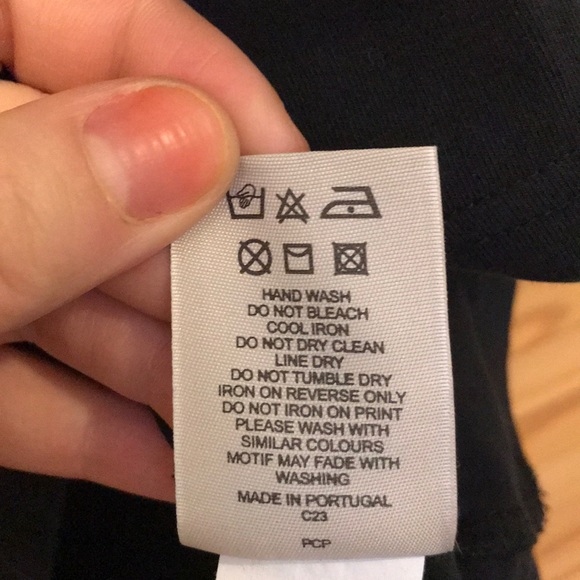 HAND WASH
DO NOT BLEACH
COOL IRON
DO NOT DRY CLEAN
LINE DRY
DO NOT TUMBLE DRY
IRON ON REVERSE ONLY
DO NOT IRON ON PRINT
PLEASE WASH WITH
SIMILAR COLOURS
MOTIF MAY FADE WITH
WASHING
MADE IN PORTUGAL
C23
PCP